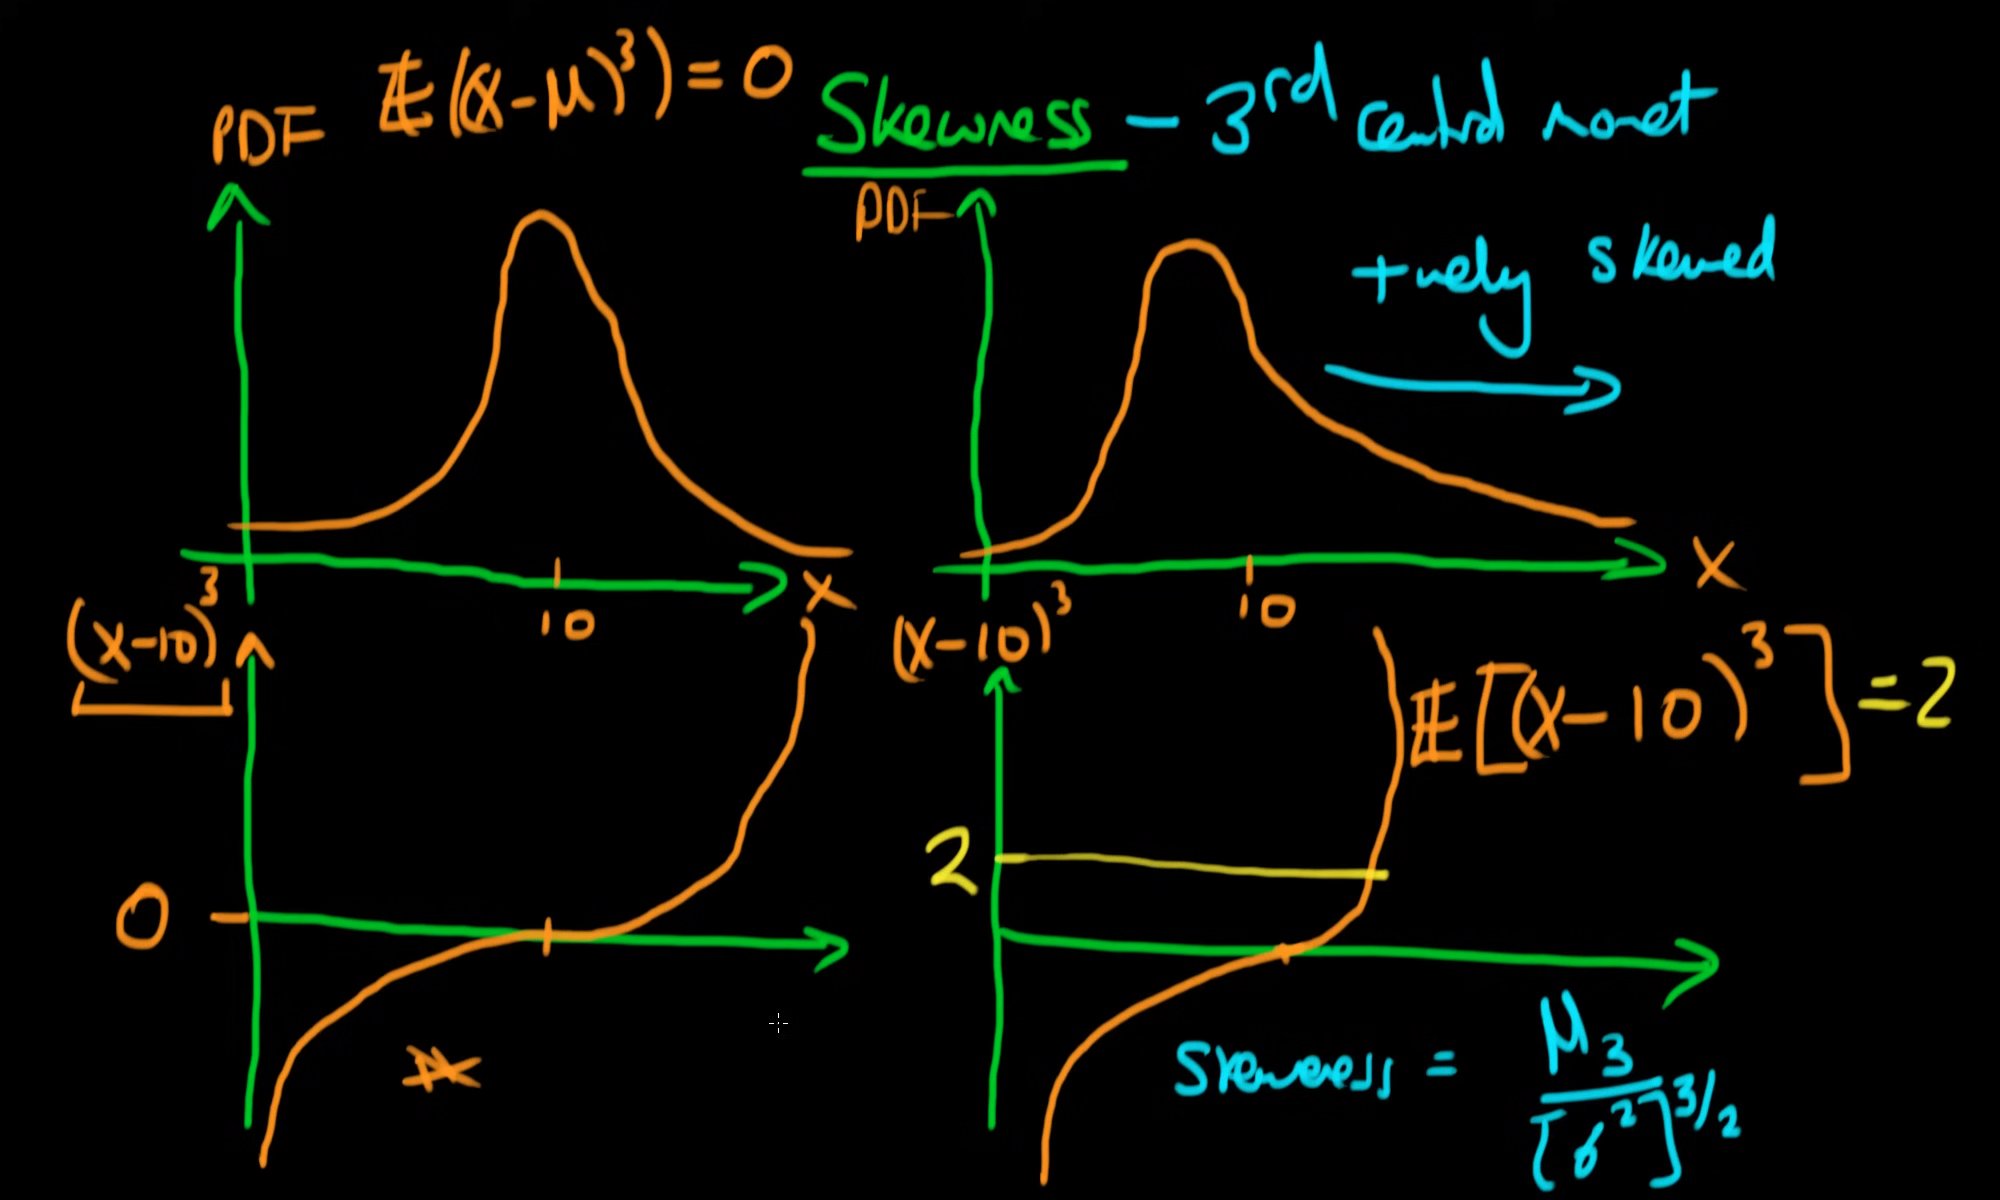 E((X-μ)³) = 0
Skewness - 3rd central momet
PDF
PDF
+vely skewed
X
10
X
10
(X-10)³
(X-10)³
E[(X-10)³] = 2
2
0
Skewness = μ₃/[σ²]^3/2